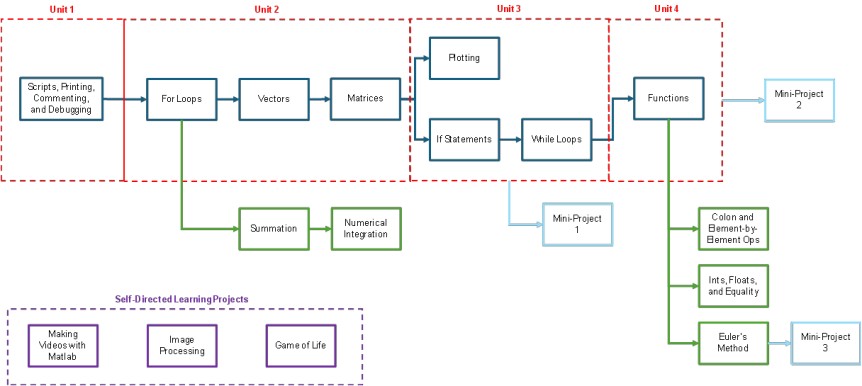 Unit 1
Unit 2
Unit 3
Unit 4
Scripts, Printing,
Commenting,
and Debugging
For Loops
Vectors
Matrices
Plotting
If Statements
While Loops
Functions
Mini-Project
2
Summation
Numerical
Integration
Mini-Project
1
Colon and
Element-by-
Element Ops
Ints, Floats,
and Equality
Euler's
Method
Mini-Project
3
Self-Directed Learning Projects
Making
Videos with
Matlab
Image
Processing
Game of Life